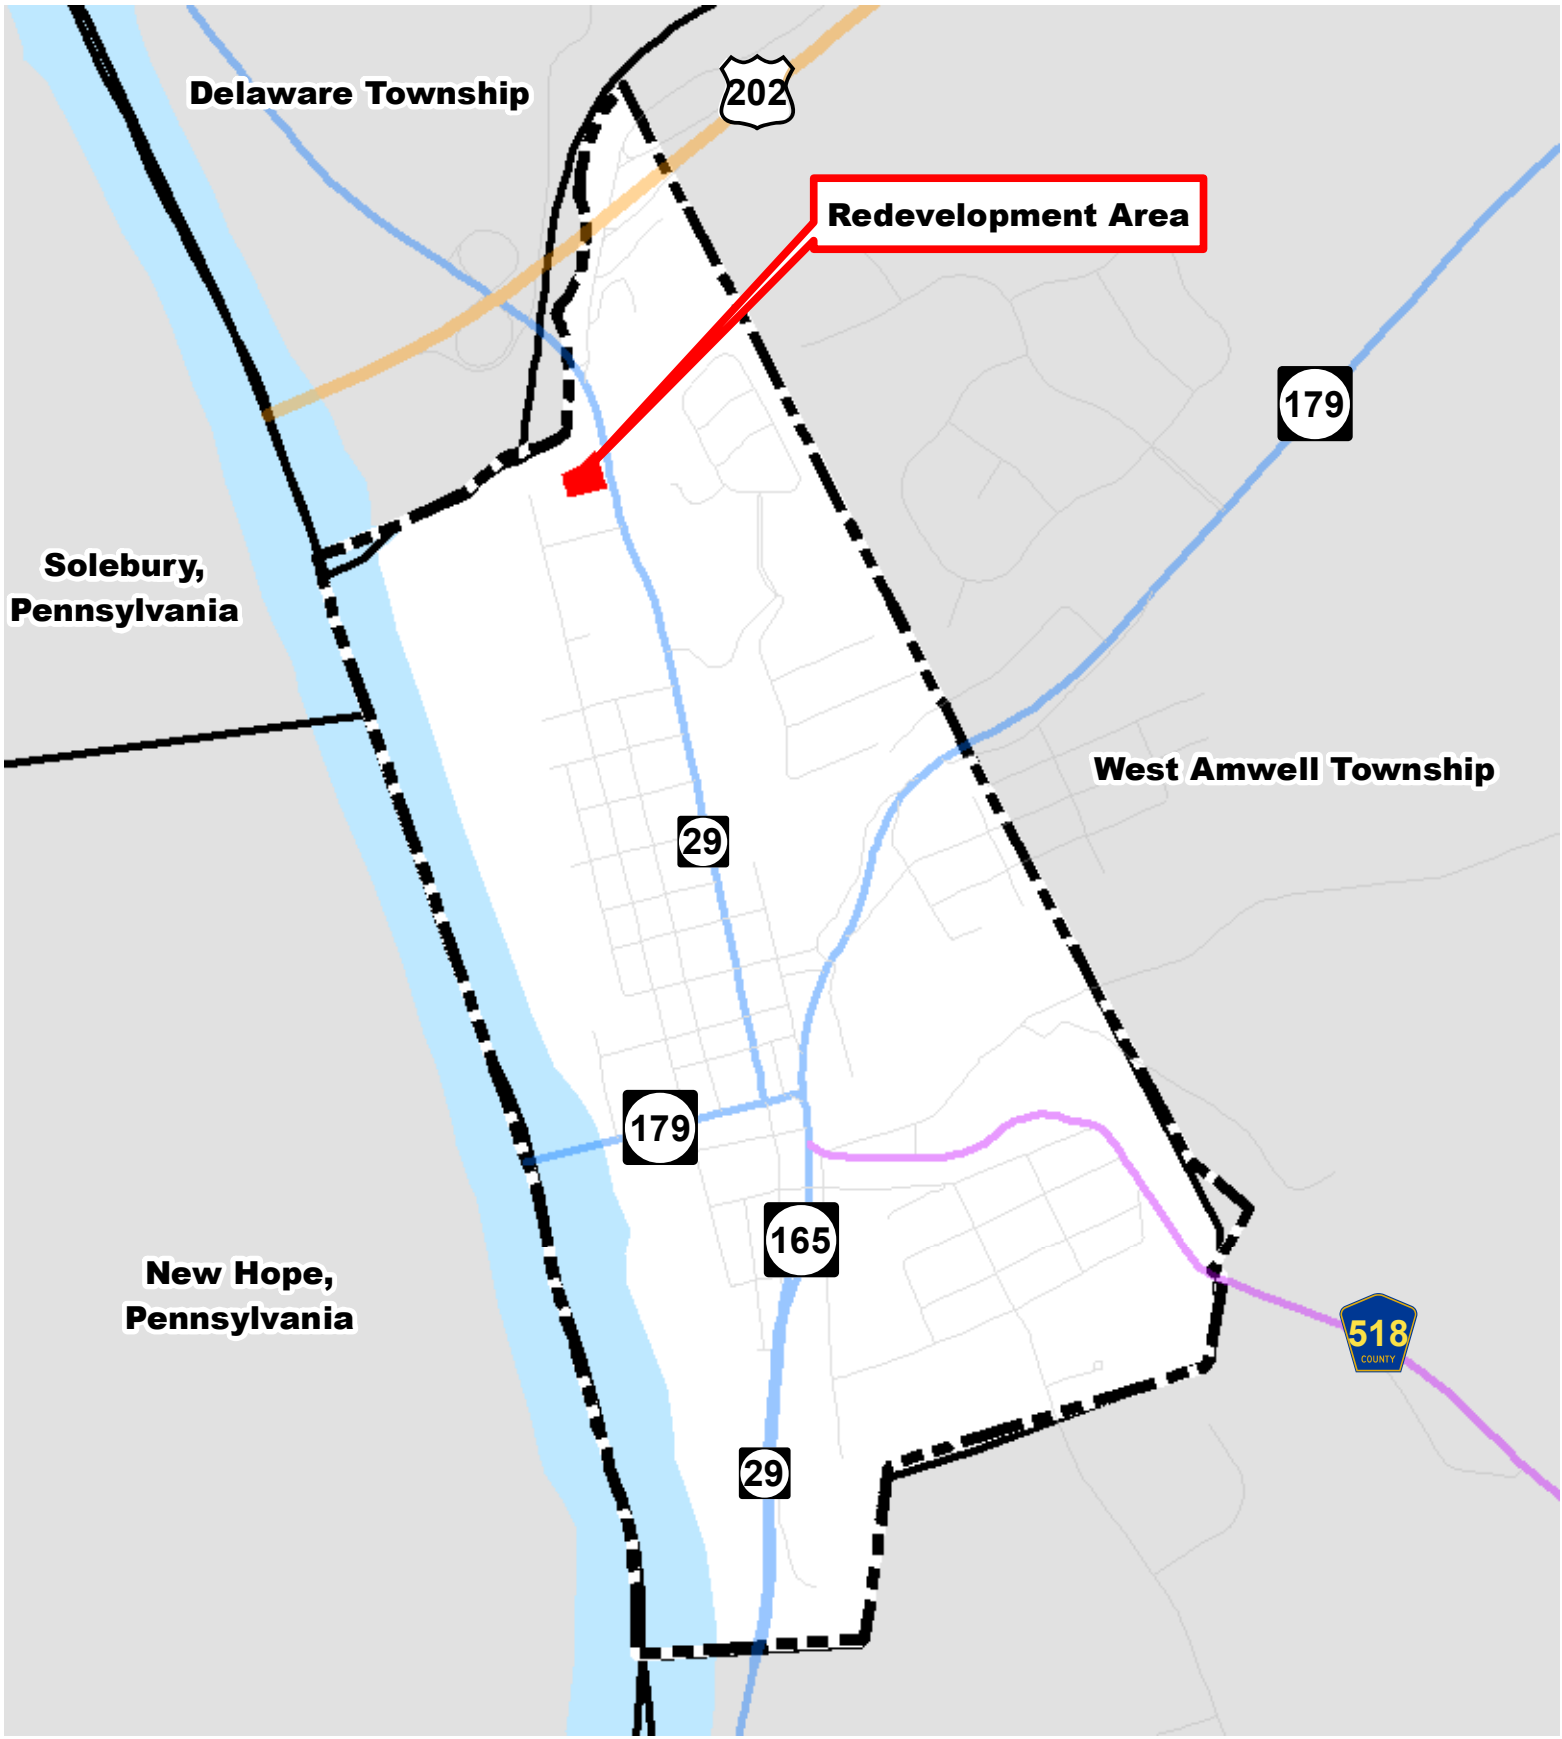 Delaware Township
202
Redevelopment Area
179
Solebury,
Pennsylvania
West Amwell Township
29
179
165
New Hope,
Pennsylvania
518
COUNTY
29